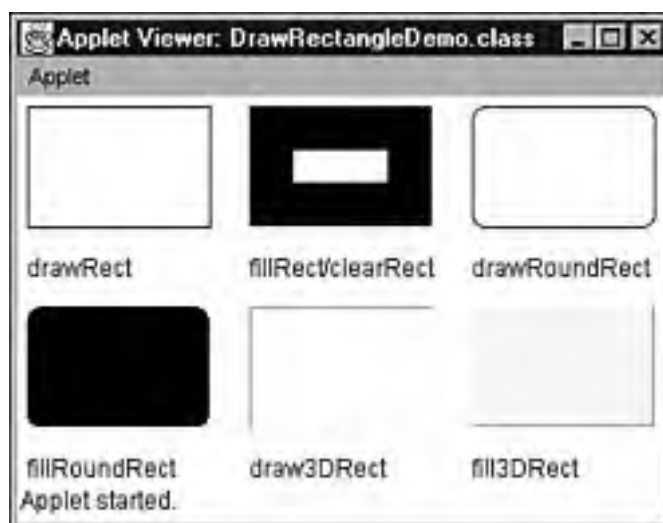 Applet Viewer: DrawRectangleDemo.class
Applet
drawRect fillRect/clearRect drawRoundRect
fillRoundRect draw3DRect fill3DRect
Applet started.